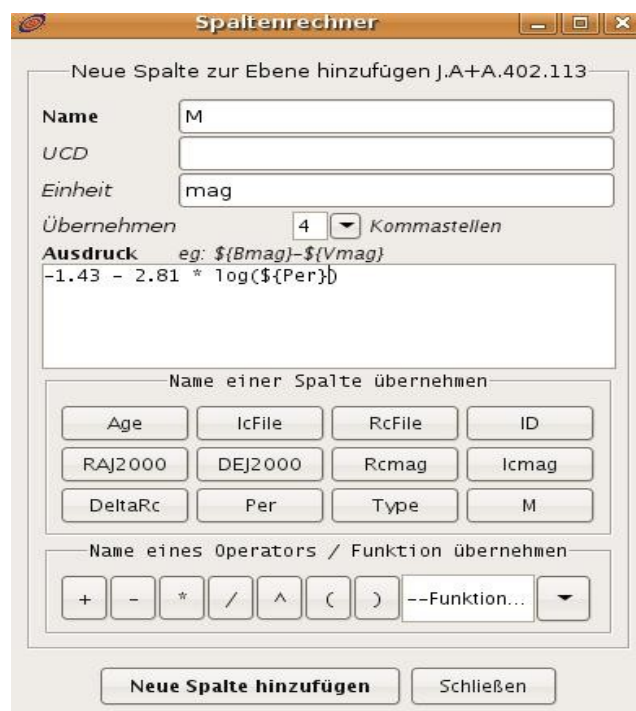 Spaltenrechner
Neue Spalte zur Ebene hinzufügen J.A+A.402.113
Name M
UCD
Einheit mag
Übernehmen 4 Kommastellen
Ausdruck eg: ${Bmag}-${Vmag}
-1.43 - 2.81 * log(${Per})
Name einer Spalte übernehmen
Age IcFile RcFile ID
RAJ2000 DEJ2000 Rcmag Icmag
DeltaRc Per Type M
Name eines Operators / Funktion übernehmen
+ - * / ^ ( ) --Funktion...
Neue Spalte hinzufügen Schließen